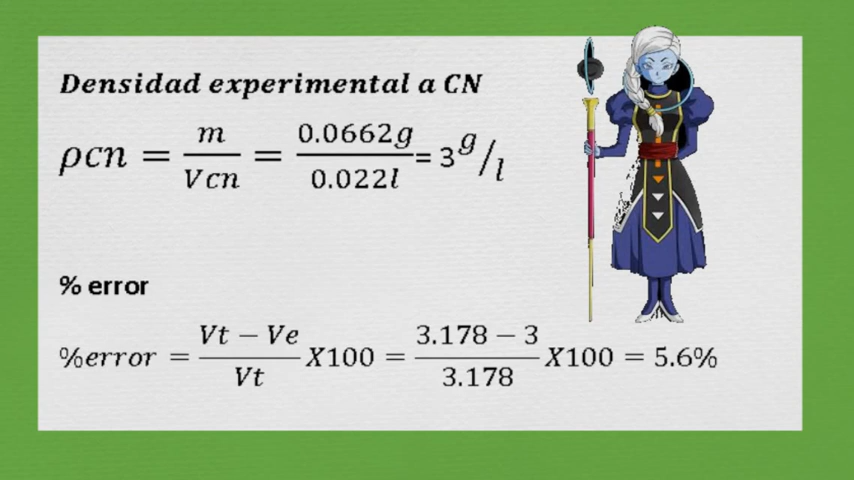 Densidad experimental a CN
ρcn = m/Vcn = 0.0662g/0.022l = 3 g/l
% error
%error = Vt − Ve/Vt X100 = 3.178 − 3/3.178 X100 = 5.6%